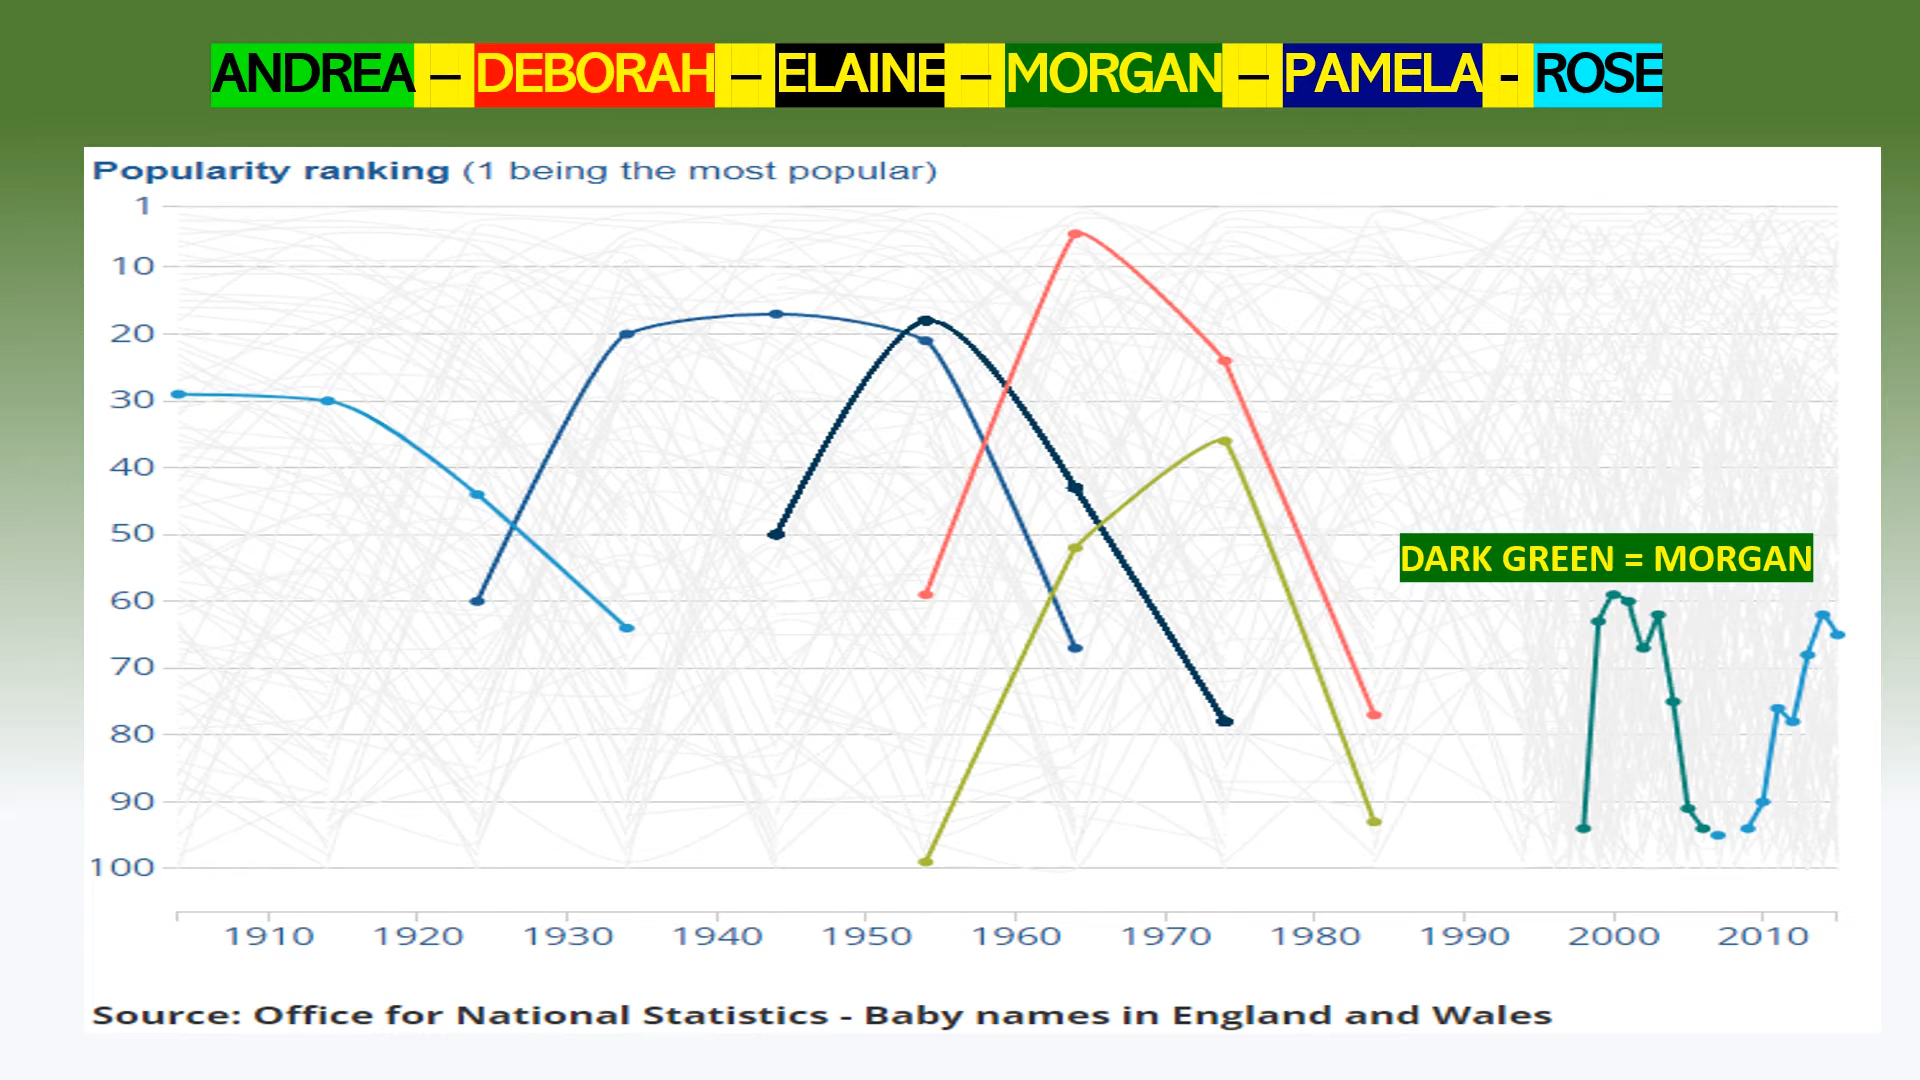 ANDREA – DEBORAH – ELAINE – MORGAN – PAMELA - ROSE
Popularity ranking (1 being the most popular)
1
10
20
30
40
50
DARK GREEN = MORGAN
60
70
80
90
100
1910 1920 1930 1940 1950 1960 1970 1980 1990 2000 2010
Source: Office for National Statistics - Baby names in England and Wales